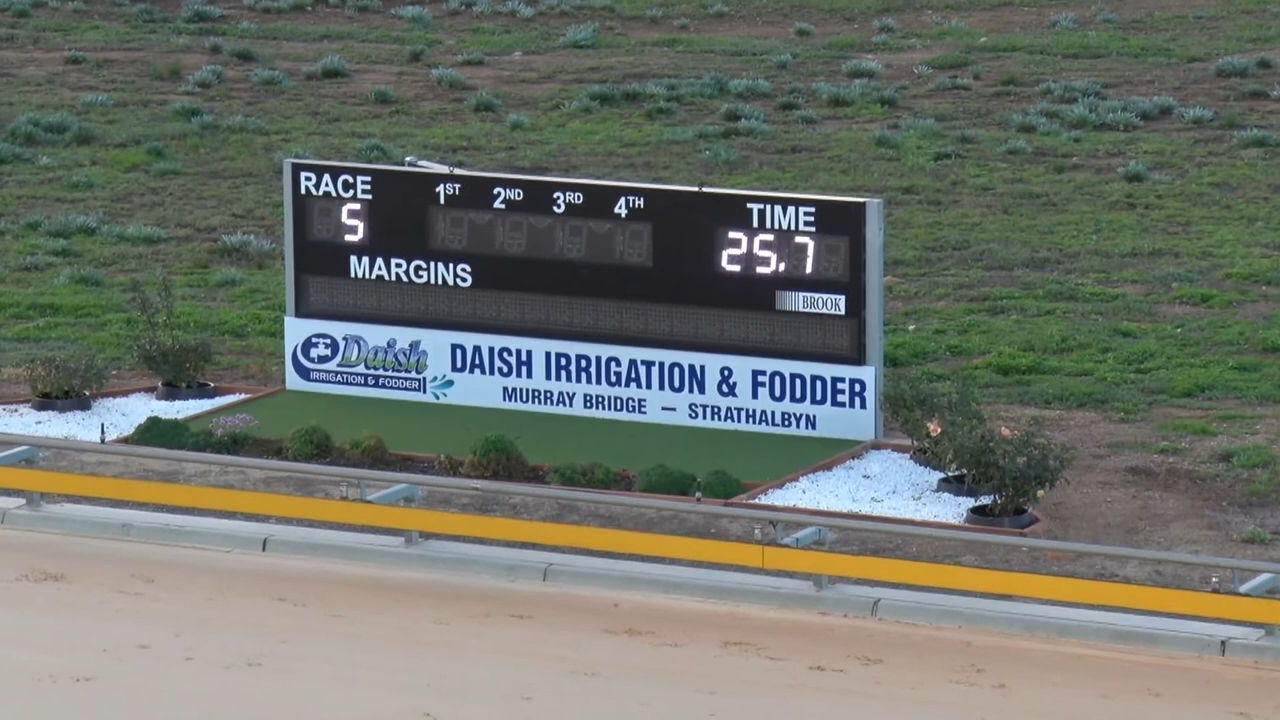 RACE 1ST 2ND 3RD 4TH TIME
5 25.7
MARGINS
BROOK
Daish
IRRIGATION & FODDER
DAISH IRRIGATION & FODDER
MURRAY BRIDGE — STRATHALBYN